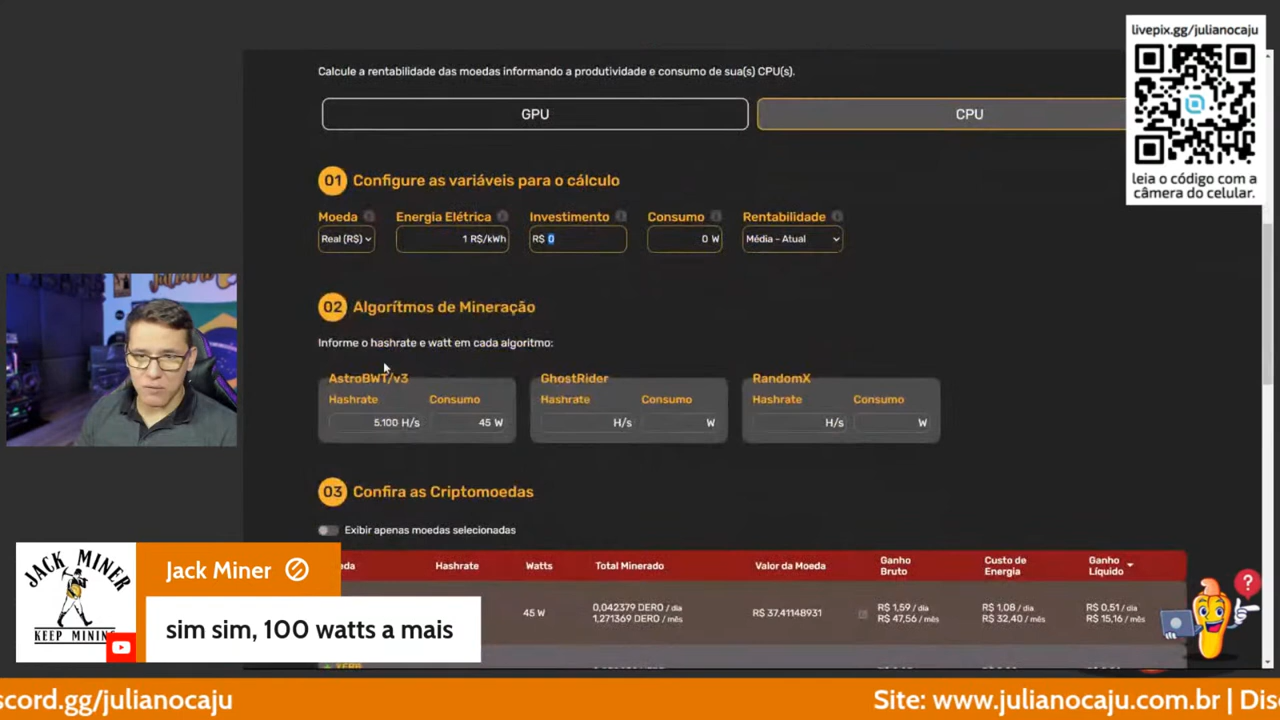 livepix.gg/julianocaju
leia o código com a
câmera do celular.
Calcule a rentabilidade das moedas informando a produtividade e consumo de sua(s) CPU(s).
GPU
CPU
01 Configure as variáveis para o cálculo
Moeda
Energia Elétrica
Investimento
Consumo
Rentabilidade
Real (R$)
1 R$/kWh
R$ 0
0 W
Média - Atual
02 Algorítmos de Mineração
Informe o hashrate e watt em cada algoritmo:
AstroBWT/v3
GhostRider
RandomX
Hashrate
Consumo
Hashrate
Consumo
Hashrate
Consumo
5.100 H/s
45 W
H/s
W
H/s
W
03 Confira as Criptomoedas
Exibir apenas moedas selecionadas
Hashrate
Watts
Total Minerado
Valor da Moeda
Ganho
Bruto
Custo de
Energia
Ganho
Líquido
45 W
0,042379 DERO / dia
1,271369 DERO / mês
R$ 37,41148931
R$ 1,59 / dia
R$ 47,56 / mês
R$ 1,08 / dia
R$ 32,40 / mês
R$ 0,51 / dia
R$ 15,16 / mês
JACK MINER
KEEP MINING
Jack Miner
sim sim, 100 watts a mais
scord.gg/julianocaju
Site: www.julianocaju.com.br | Dis